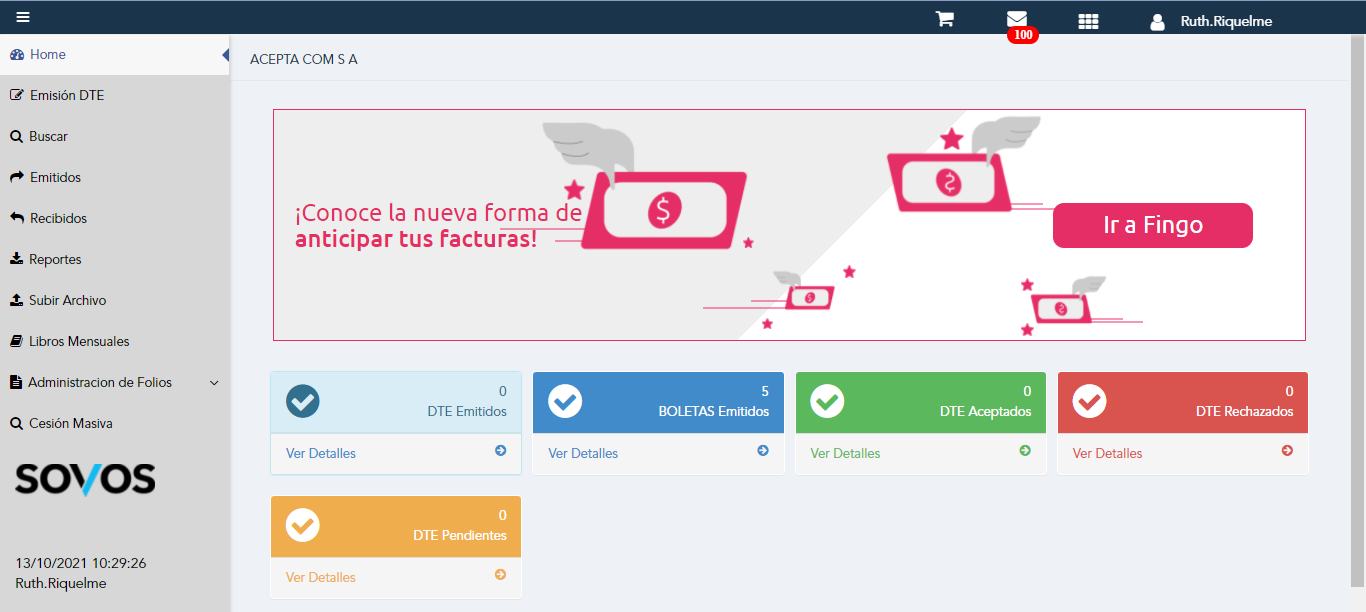 100
Ruth.Riquelme
Home
ACEPTA COM S A
Emisión DTE
Buscar
Emitidos
Recibidos
Reportes
Subir Archivo
Libros Mensuales
Administracion de Folios
Cesión Masiva
SOVOS
13/10/2021 10:29:26
Ruth.Riquelme
¡Conoce la nueva forma de
anticipar tus facturas!
$
$
$
$
Ir a Fingo
0
DTE Emitidos
Ver Detalles
5
BOLETAS Emitidos
Ver Detalles
0
DTE Aceptados
Ver Detalles
0
DTE Rechazados
Ver Detalles
0
DTE Pendientes
Ver Detalles